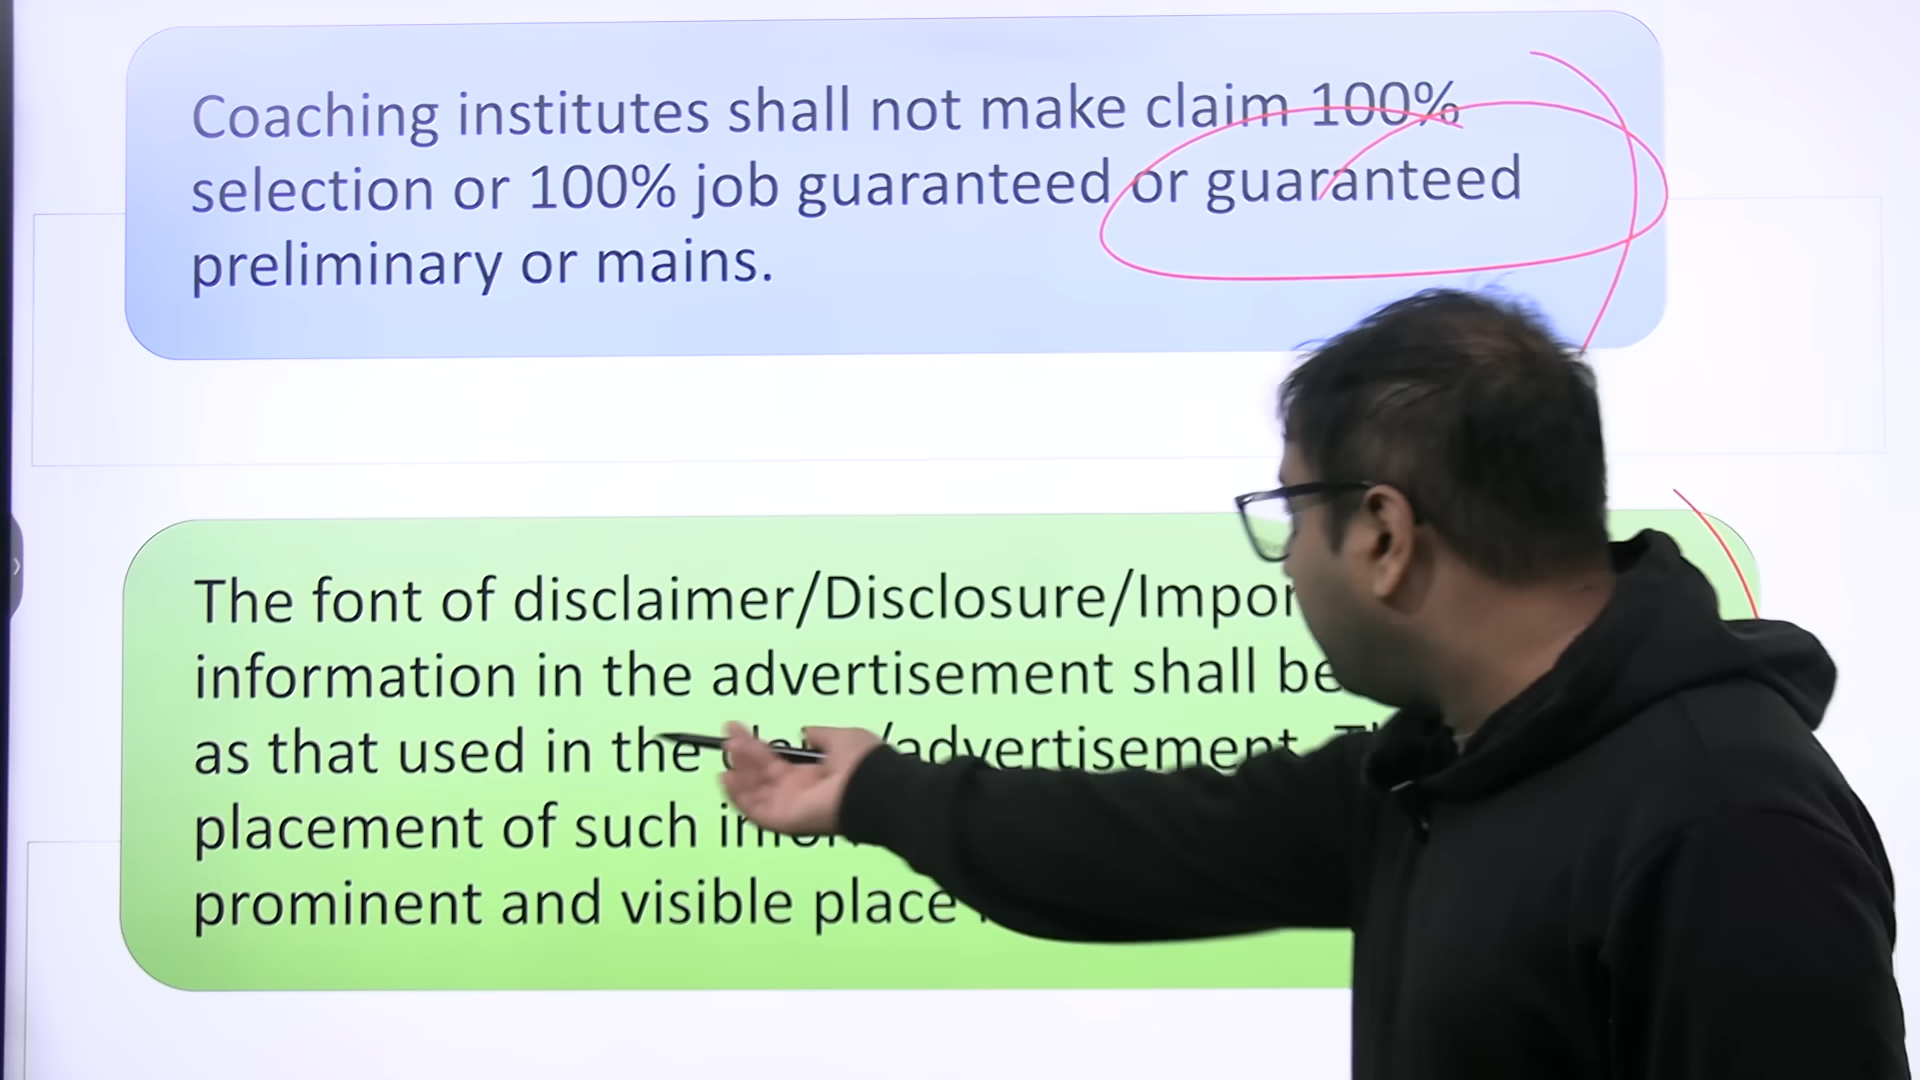 Coaching institutes shall not make claim 100%
selection or 100% job guaranteed or guaranteed
preliminary or mains.
The font of disclaimer/Disclosure/Impor
information in the advertisement shall be
as that used in the /advertisement.
placement of such
prominent and visible place